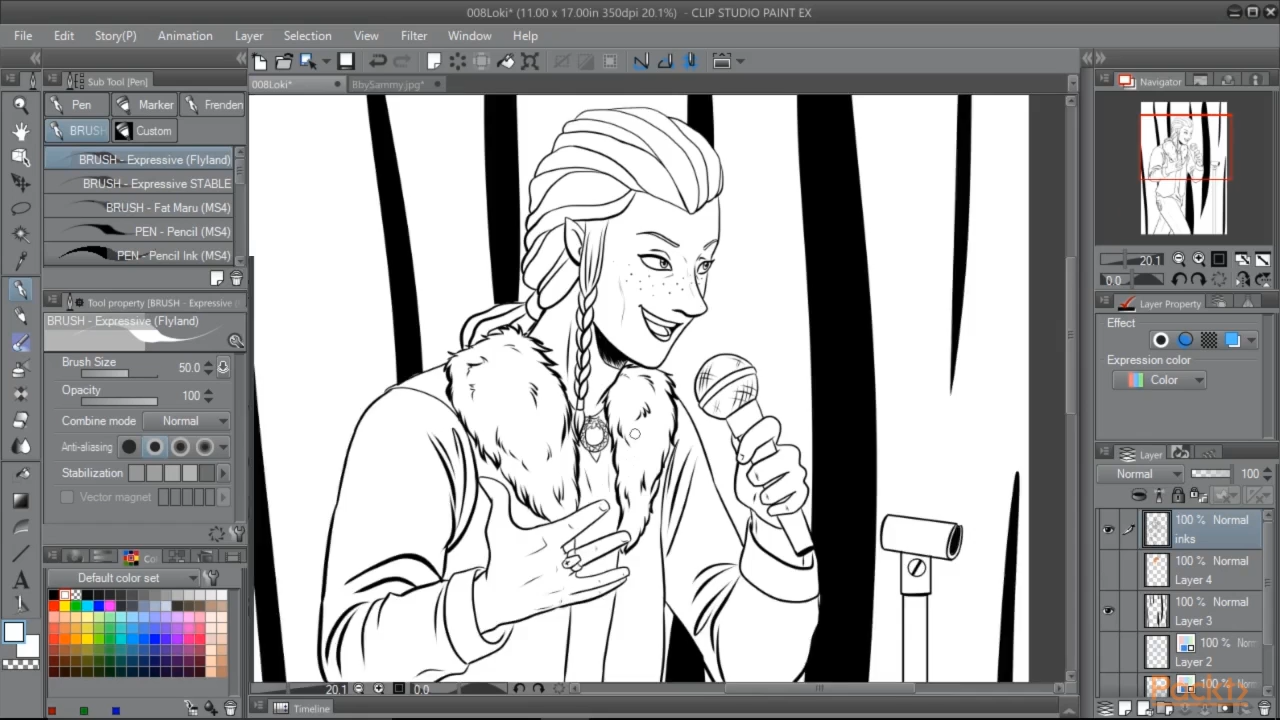 008Loki* (11.00 x 17.00in 350dpi 20.1%) - CLIP STUDIO PAINT EX
File Edit Story(P) Animation Layer Selection View Filter Window Help
Sub Tool [Pen]
008Loki* BbySammy.jpg*
Navigator
Pen Marker Frenden
BRUSH Custom
BRUSH - Expressive (Flyland)
BRUSH - Expressive STABLE
BRUSH - Fat Maru (MS4)
PEN - Pencil (MS4)
PEN - Pencil Ink (MS4)
20.1
0.0
Tool property [BRUSH - Expressive
Layer Property
BRUSH - Expressive (Flyland)
Effect
Brush Size 50.0
Expression color
Color
Opacity 100
Combine mode Normal
Anti-aliasing
Stabilization
Vector magnet
Layer
Normal 100
100 % Normal
inks
100 % Normal
Layer 4
100 % Normal
Layer 3
100 %
Layer 2
100 %
Default color set
20.1 0.0
Timeline
Packt
A